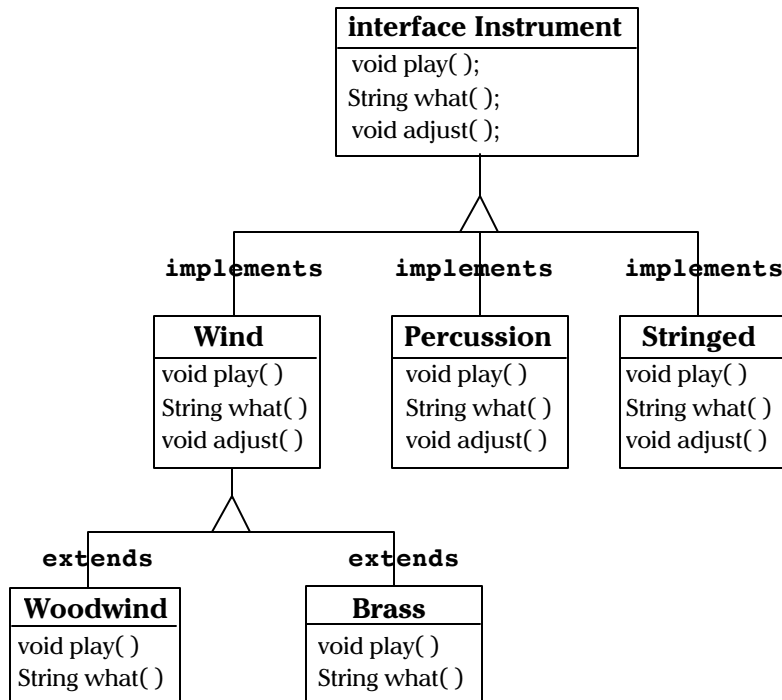 interface Instrument
void play( );
String what( );
void adjust( );
implements
implements
implements
Wind
void play( )
String what( )
void adjust( )
Percussion
void play( )
String what( )
void adjust( )
Stringed
void play( )
String what( )
void adjust( )
extends
extends
Woodwind
void play( )
String what( )
Brass
void play( )
String what( )